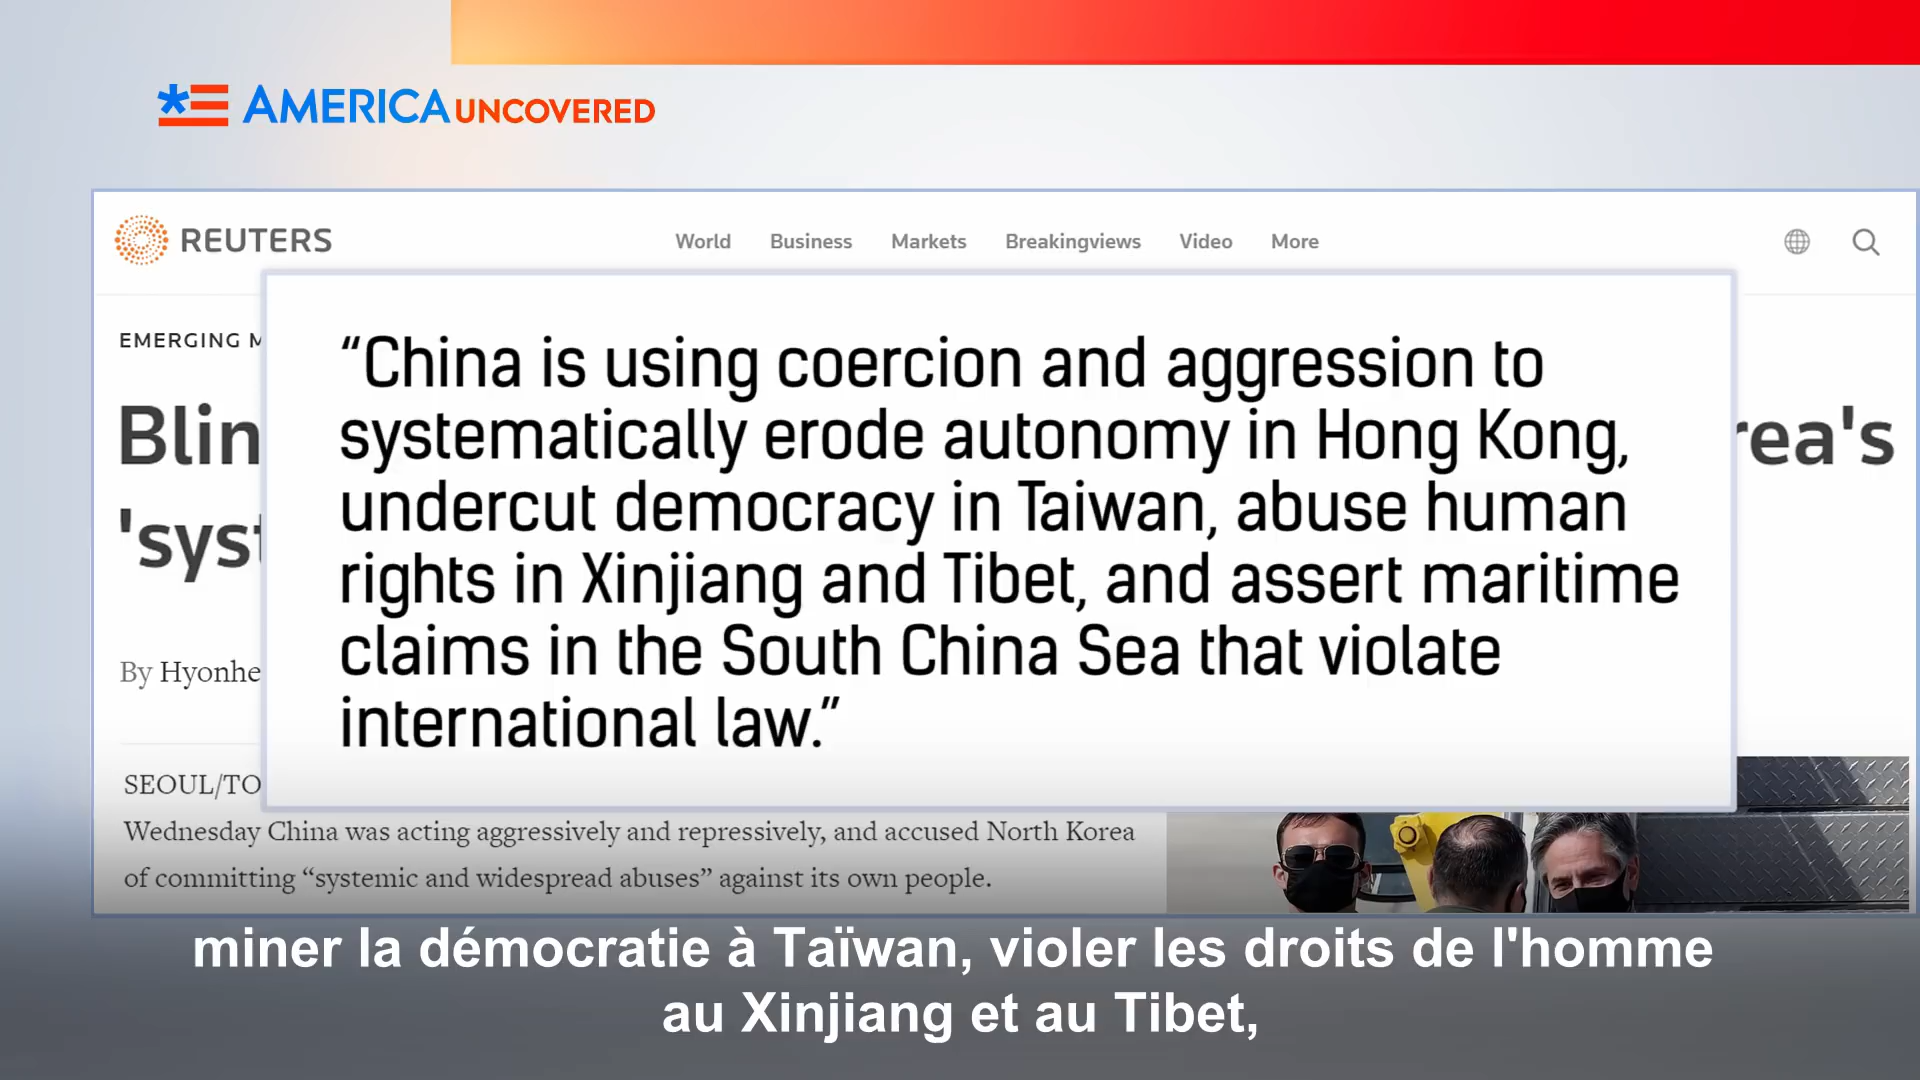 AMERICA UNCOVERED
REUTERS
World Business Markets Breakingviews Video More
EMERGING
Blin rea's
'syst
“China is using coercion and aggression to
systematically erode autonomy in Hong Kong,
undercut democracy in Taiwan, abuse human
rights in Xinjiang and Tibet, and assert maritime
claims in the South China Sea that violate
international law.”
By Hyonhe
SEOUL/TO
Wednesday China was acting aggressively and repressively, and accused North Korea
of committing “systemic and widespread abuses” against its own people.
miner la démocratie à Taïwan, violer les droits de l'homme
au Xinjiang et au Tibet,